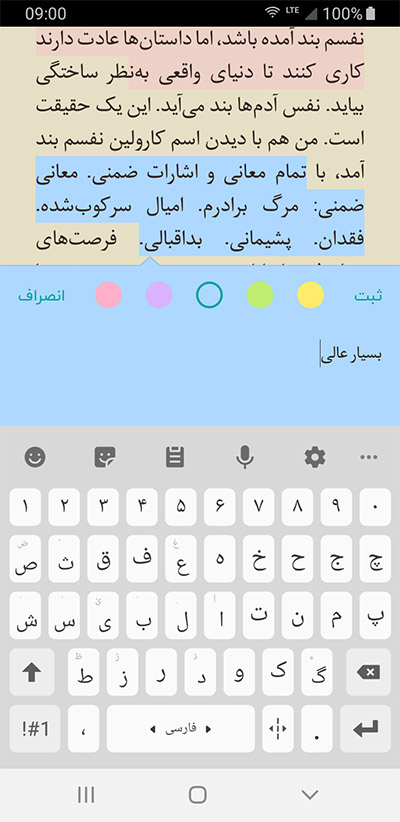 09:00 LTE 100%
نفسم بند آمده باشد، اما داستان‌ها عادت دارند
کاری کنند تا دنیای واقعی به‌نظر ساختگی
بیاید. نفس آدم‌ها بند می‌آید. این یک حقیقت
است. من هم با دیدن اسم کارولین نفسم بند
آمد، با تمام معانی و اشارات ضمنی. معانی
ضمنی: مرگ برادرم. امیال سرکوب‌شده.
فقدان. پشیمانی. بداقبالی. فرصت‌های
ثبت انصراف
بسیار عالی
۱ ۲ ۳ ۴ ۵ ۶ ۷ ۸ ۹ ۰
ض ص ث ق ف غ ع ه خ ح ج چ
ش س ئ ی ب ل أ ا ت ن م پ
ظ ط ژ ز ر ذ د و ک گ
!#1 ، فارسی .